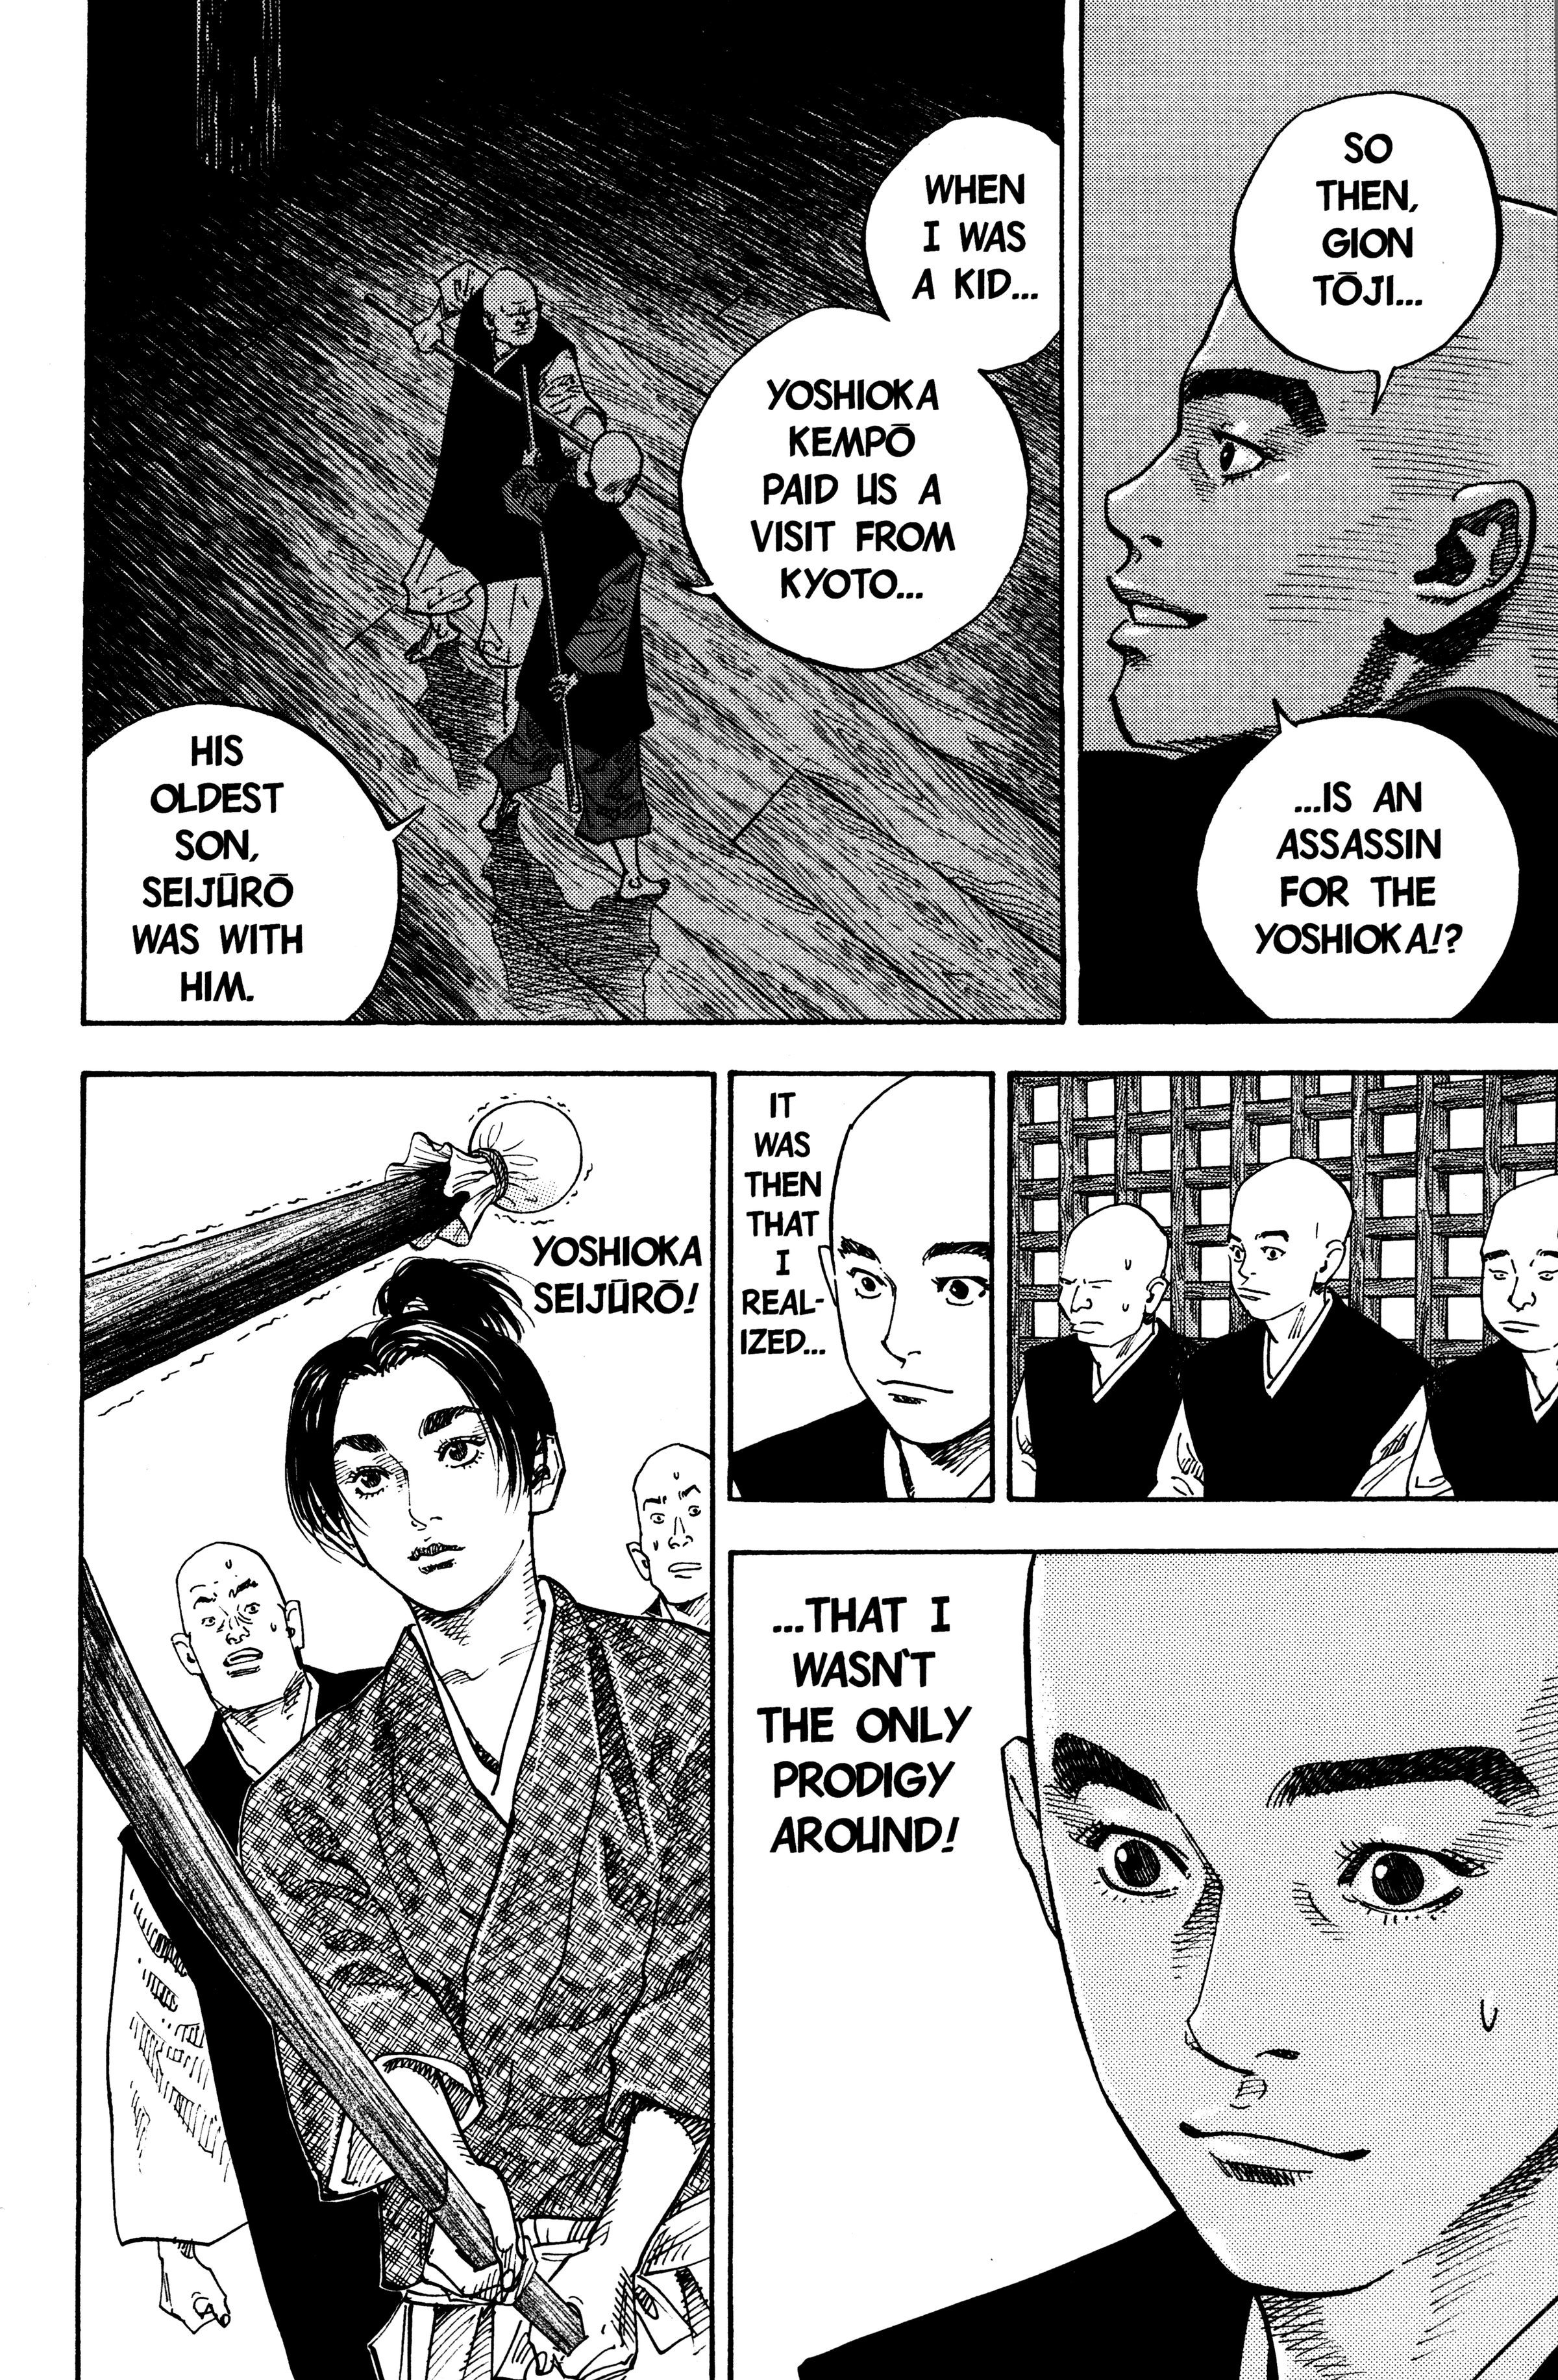 SO
THEN,
GION
TŌJI...
...IS AN
ASSASSIN
FOR THE
YOSHIOKA!?
WHEN
I WAS
A KID...
YOSHIOKA
KEMPŌ
PAID US A
VISIT FROM
KYOTO...
HIS
OLDEST
SON,
SEIJŪRŌ
WAS WITH
HIM.
IT
WAS
THEN
THAT
I
REAL-
IZED...
YOSHIOKA
SEIJŪRŌ!
...THAT I
WASN'T
THE ONLY
PRODIGY
AROUND!